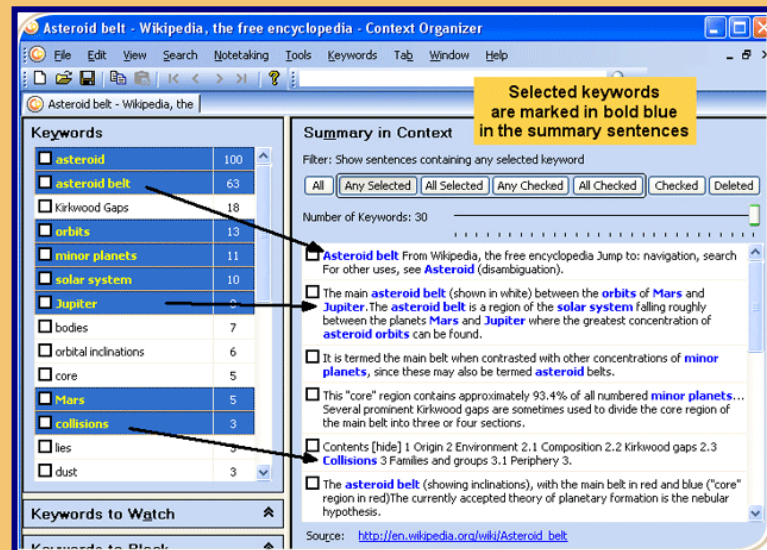 Asteroid belt - Wikipedia, the free encyclopedia - Context Organizer
File Edit View Search Notetaking Tools Keywords Tab Window Help
Asteroid belt - Wikipedia, the
Selected keywords
are marked in bold blue
in the summary sentences
Keywords
asteroid 100
asteroid belt 63
Kirkwood Gaps 18
orbits 13
minor planets 11
solar system 10
Jupiter
bodies 7
orbital inclinations 6
core 5
Mars 5
collisions 3
lies
dust 3
Keywords to Watch
Keywords to Block
Summary in Context
Filter: Show sentences containing any selected keyword
All Any Selected All Selected Any Checked All Checked Checked Deleted
Number of Keywords: 30
Asteroid belt From Wikipedia, the free encyclopedia Jump to: navigation, search
For other uses, see Asteroid (disambiguation).
The main asteroid belt (shown in white) between the orbits of Mars and
Jupiter.The asteroid belt is a region of the solar system falling roughly
between the planets Mars and Jupiter where the greatest concentration of
asteroid orbits can be found.
It is termed the main belt when contrasted with other concentrations of minor
planets, since these may also be termed asteroid belts.
This "core" region contains approximately 93.4% of all numbered minor planets...
Several prominent Kirkwood gaps are sometimes used to divide the core region of
the main belt into three or four sections.
Contents [hide] 1 Origin 2 Environment 2.1 Composition 2.2 Kirkwood gaps 2.3
Collisions 3 Families and groups 3.1 Periphery 3.
The asteroid belt (showing inclinations), with the main belt in red and blue ("core"
region in red)The currently accepted theory of planetary formation is the nebular
hypothesis.
Source: http://en.wikipedia.org/wiki/Asteroid_belt